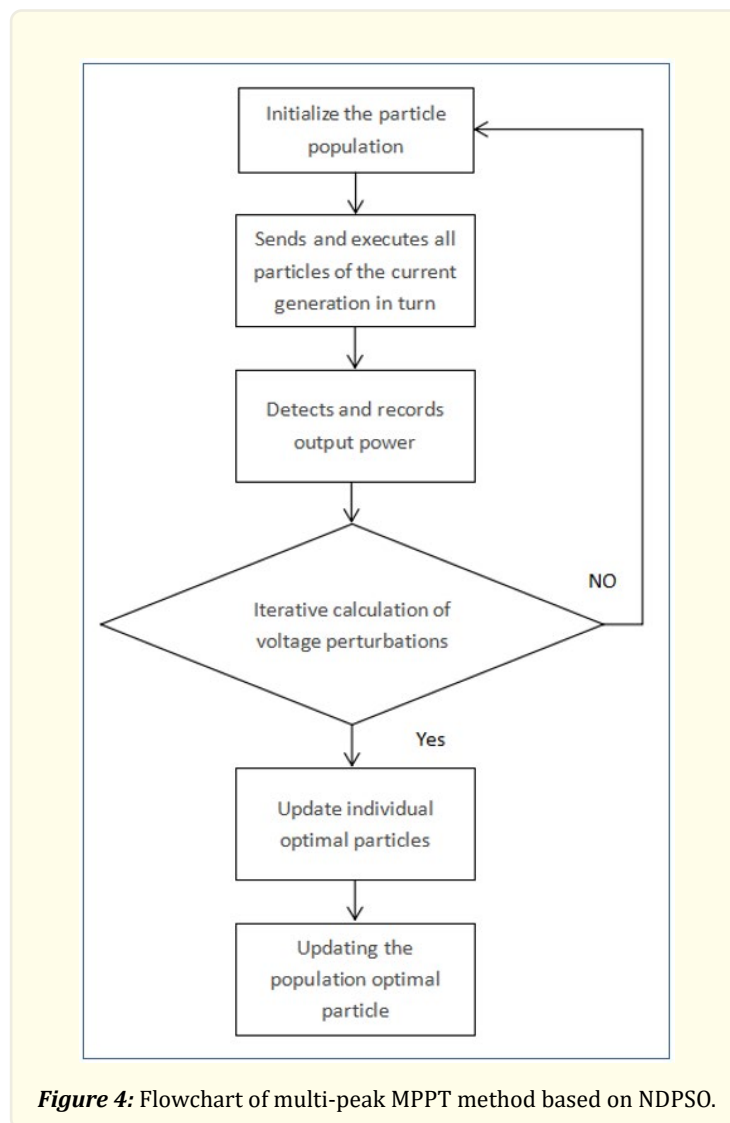 Initialize the particle
population
Sends and executes all
particles of the current
generation in turn
Detects and records
output power
Iterative calculation of
voltage perturbations
NO
Yes
Update individual
optimal particles
Updating the
population optimal
particle
Figure 4: Flowchart of multi-peak MPPT method based on NDPSO.